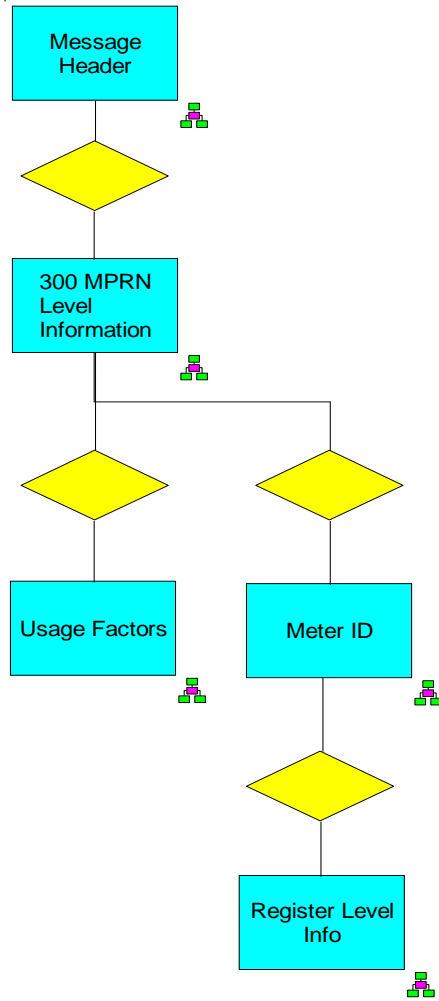 Message
Header
300 MPRN
Level
Information
Usage Factors
Meter ID
Register Level
Info